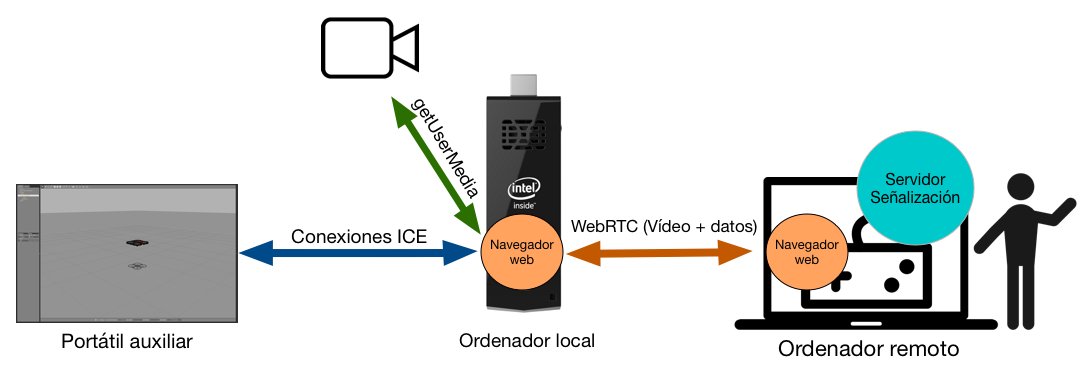 getUserMedia
intel
inside™
Servidor
Señalización
Conexiones ICE
Navegador
web
WebRTC (Vídeo + datos)
Navegador
web
Portátil auxiliar
Ordenador local
Ordenador remoto